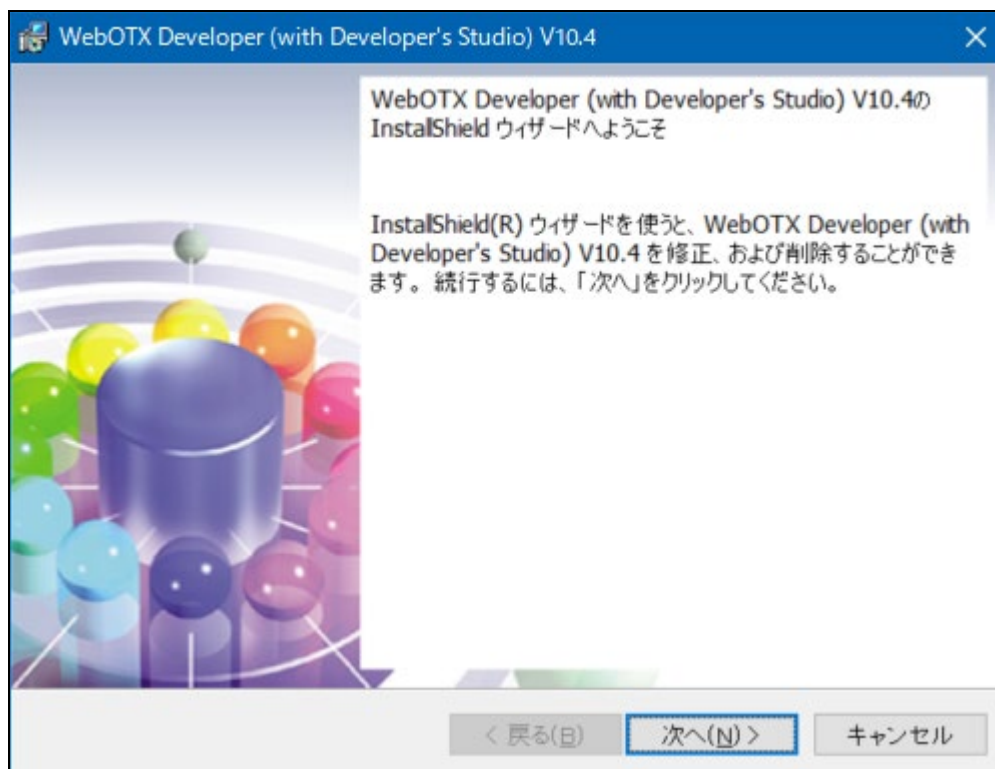 WebOTX Developer (with Developer's Studio) V10.4
WebOTX Developer (with Developer's Studio) V10.4の
InstallShield ウィザードへようこそ
InstallShield(R) ウィザードを使うと、WebOTX Developer (with
Developer's Studio) V10.4 を修正、および削除することができ
ます。 続行するには、「次へ」をクリックしてください。
< 戻る(B)
次へ(N) >
キャンセル